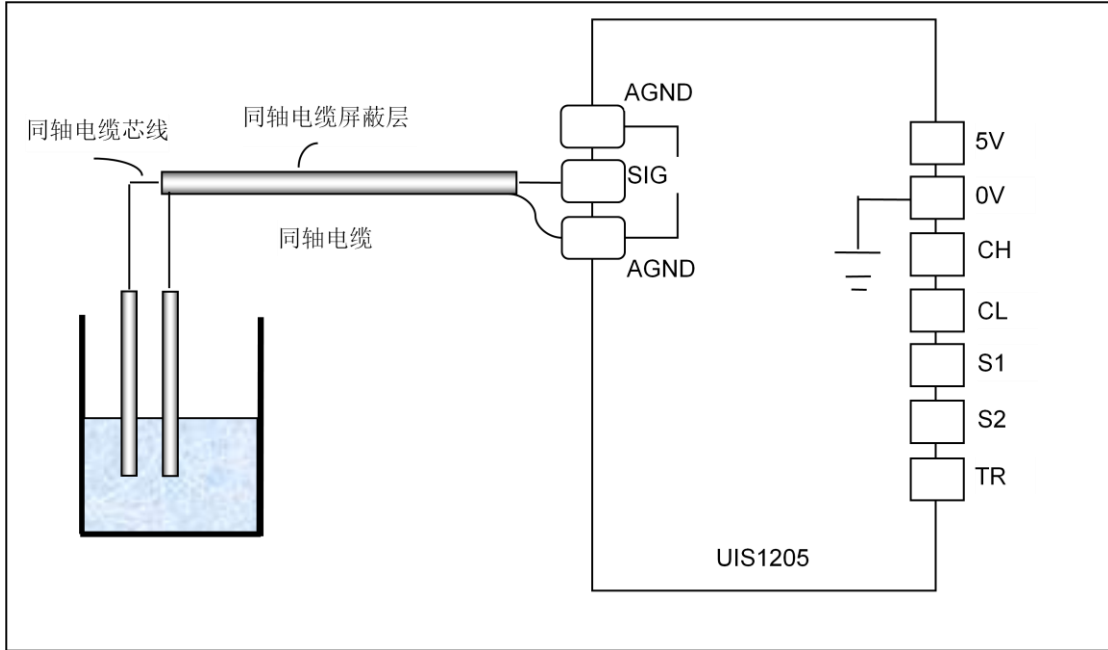 同轴电缆芯线
同轴电缆屏蔽层
同轴电缆
AGND
SIG
AGND
5V
0V
CH
CL
S1
S2
TR
UIS1205